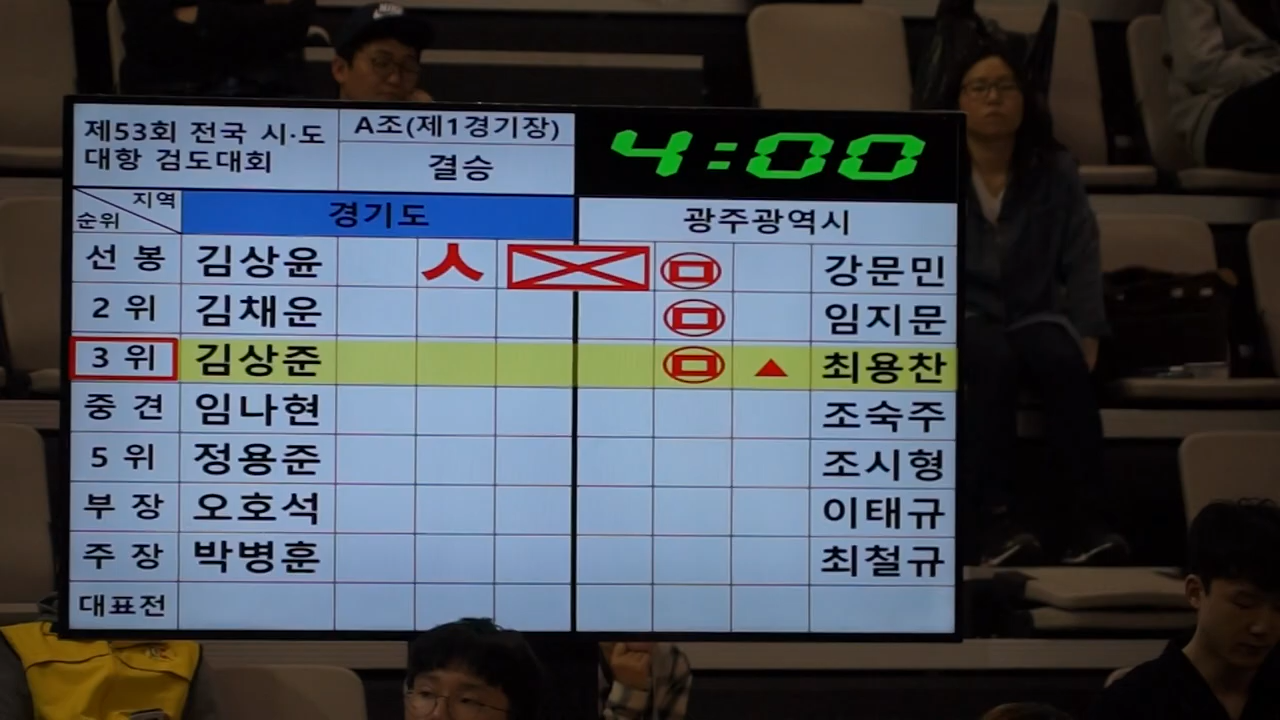 제53회 전국 시·도
대항 검도대회
A조(제1경기장)
결승
4:00
지역
순위
경기도
광주광역시
선 봉 김상윤 ㅅ ㅁ 강문민
2 위 김채운 ㅁ 임지문
3 위 김상준 ㅁ ▲ 최용찬
중 견 임나현 조숙주
5 위 정용준 조시형
부 장 오호석 이태규
주 장 박병훈 최철규
대표전